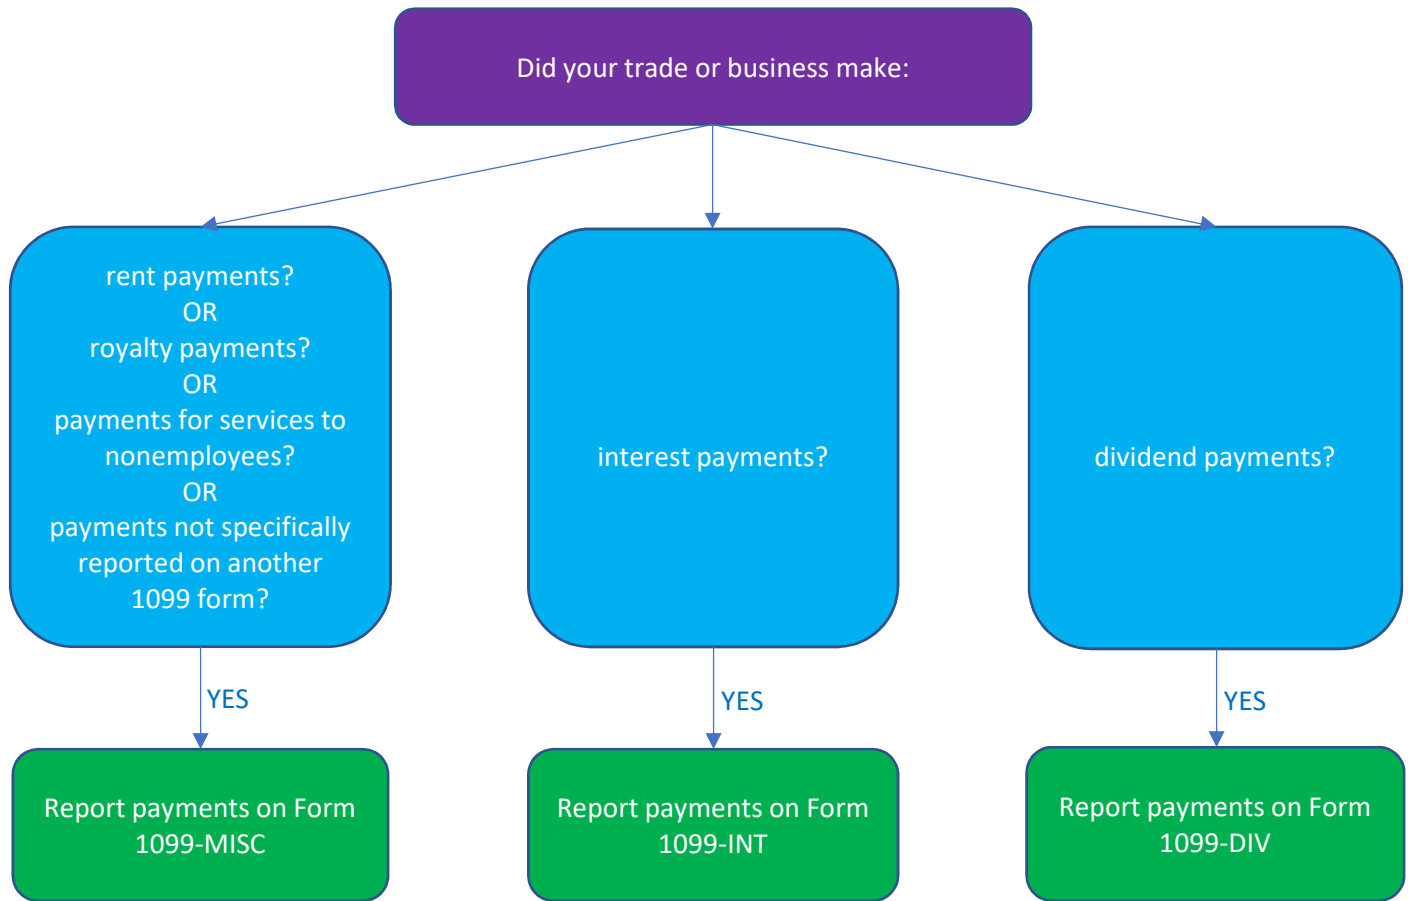 Did your trade or business make:
rent payments?
OR
royalty payments?
OR
payments for services to
nonemployees?
OR
payments not specifically
reported on another
1099 form?
interest payments?
dividend payments?
YES
YES
YES
Report payments on Form
1099-MISC
Report payments on Form
1099-INT
Report payments on Form
1099-DIV